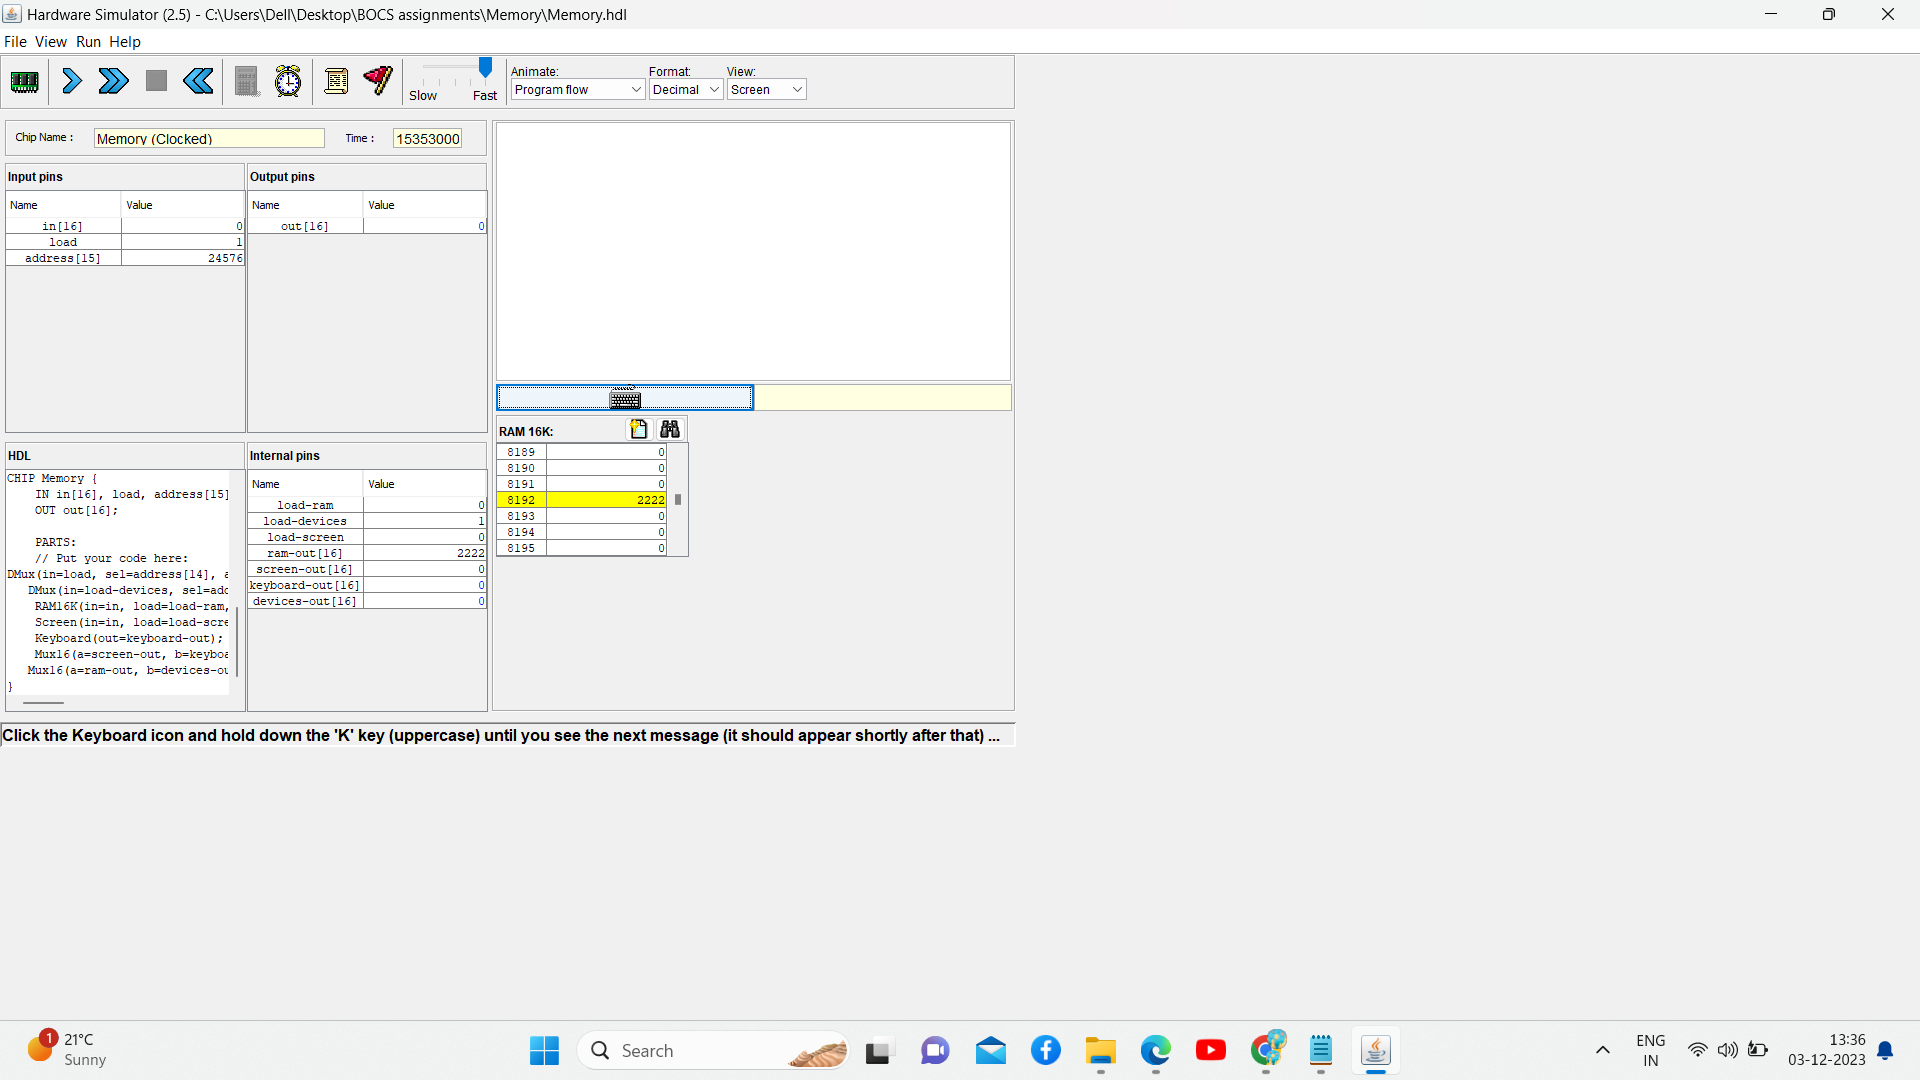 Hardware Simulator (2.5) - C:\Users\Dell\Desktop\BOCS assignments\Memory\Memory.hdl
File View Run Help
Slow Fast
Animate: Format: View:
Program flow Decimal Screen
Chip Name : Memory (Clocked) Time : 15353000
Input pins
Name Value
in[16] 0
load 1
address[15] 24576
Output pins
Name Value
out[16] 0
HDL
CHIP Memory {
IN in[16], load, address[15]
OUT out[16];
PARTS:
// Put your code here:
DMux(in=load, sel=address[14], a
DMux(in=load-devices, sel=add
RAM16K(in=in, load=load-ram,
Screen(in=in, load=load-scre
Keyboard(out=keyboard-out);
Mux16(a=screen-out, b=keyboa
Mux16(a=ram-out, b=devices-ou
}
Internal pins
Name Value
load-ram 0
load-devices 1
load-screen 0
ram-out[16] 2222
screen-out[16] 0
keyboard-out[16] 0
devices-out[16] 0
RAM 16K:
8189 0
8190 0
8191 0
8192 2222
8193 0
8194 0
8195 0
Click the Keyboard icon and hold down the 'K' key (uppercase) until you see the next message (it should appear shortly after that) ...
1
21°C
Sunny
Search
ENG
IN
13:36
03-12-2023